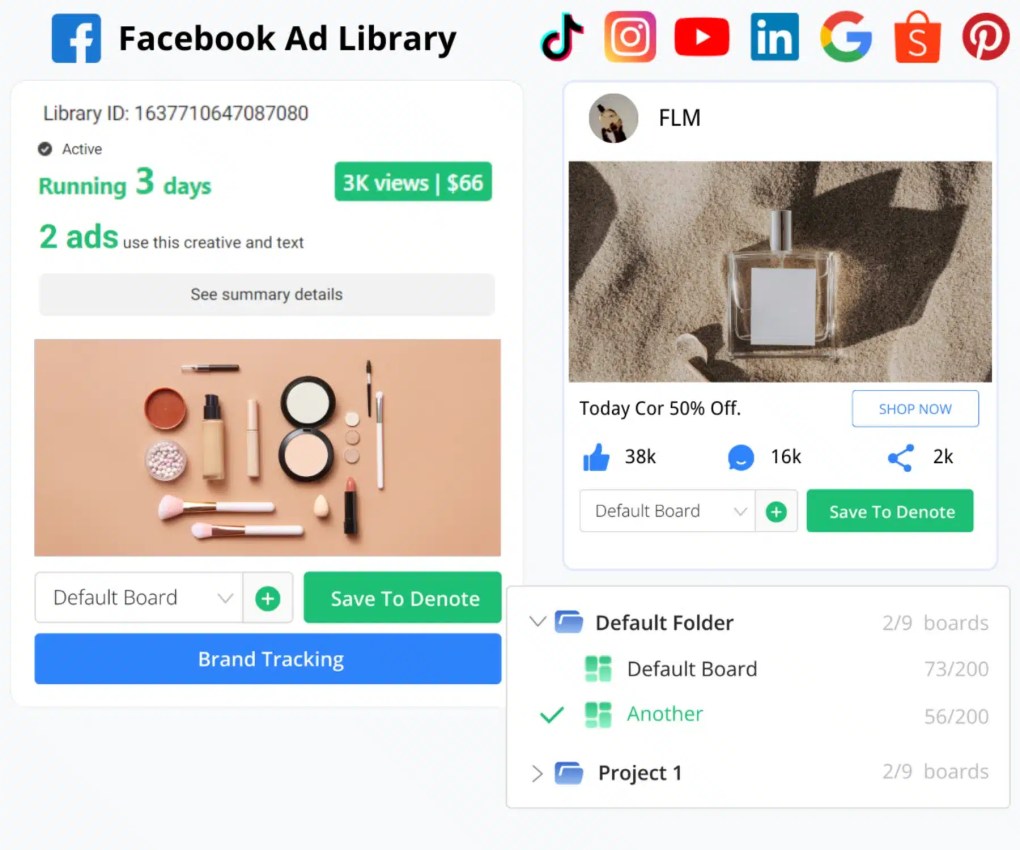 Facebook Ad Library
Library ID: 1637710647087080
Active
Running 3 days
3K views | $66
2 ads use this creative and text
See summary details
Default Board
Save To Denote
Brand Tracking
FLM
Today Cor 50% Off.
SHOP NOW
38k
16k
2k
Default Board
Save To Denote
Default Folder 2/9 boards
Default Board 73/200
Another 56/200
Project 1 2/9 boards